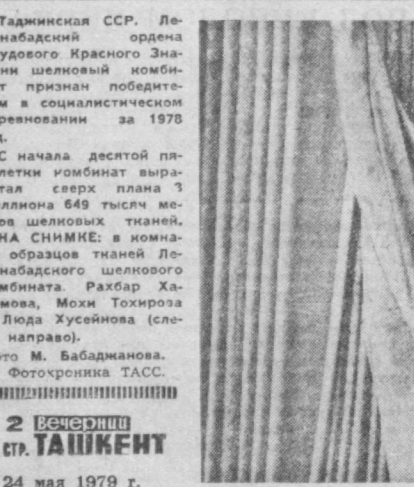 Таджинская ССР. Ле-
набадский ордена
удового Красного Зна-
ни шелковый комби-
т признан победите-
м в социалистическом
ревновании за 1978
д.
С начала десятой пя-
летки комбинат выра-
тал сверх плана 3
ллиона 649 тысяч ме-
ов шелковых тканей.
НА СНИМКЕ: в комна-
образцов тканей Ле-
набадского шелкового
мбината. Рахбар Ха-
мова, Мохи Тохироза
Люда Хусейнова (сле-
направо).
ото М. Бабаджанова.
Фотохроника ТАСС.
2 Вечерний
СТР. ТАШКЕНТ
24 мая 1979 г.